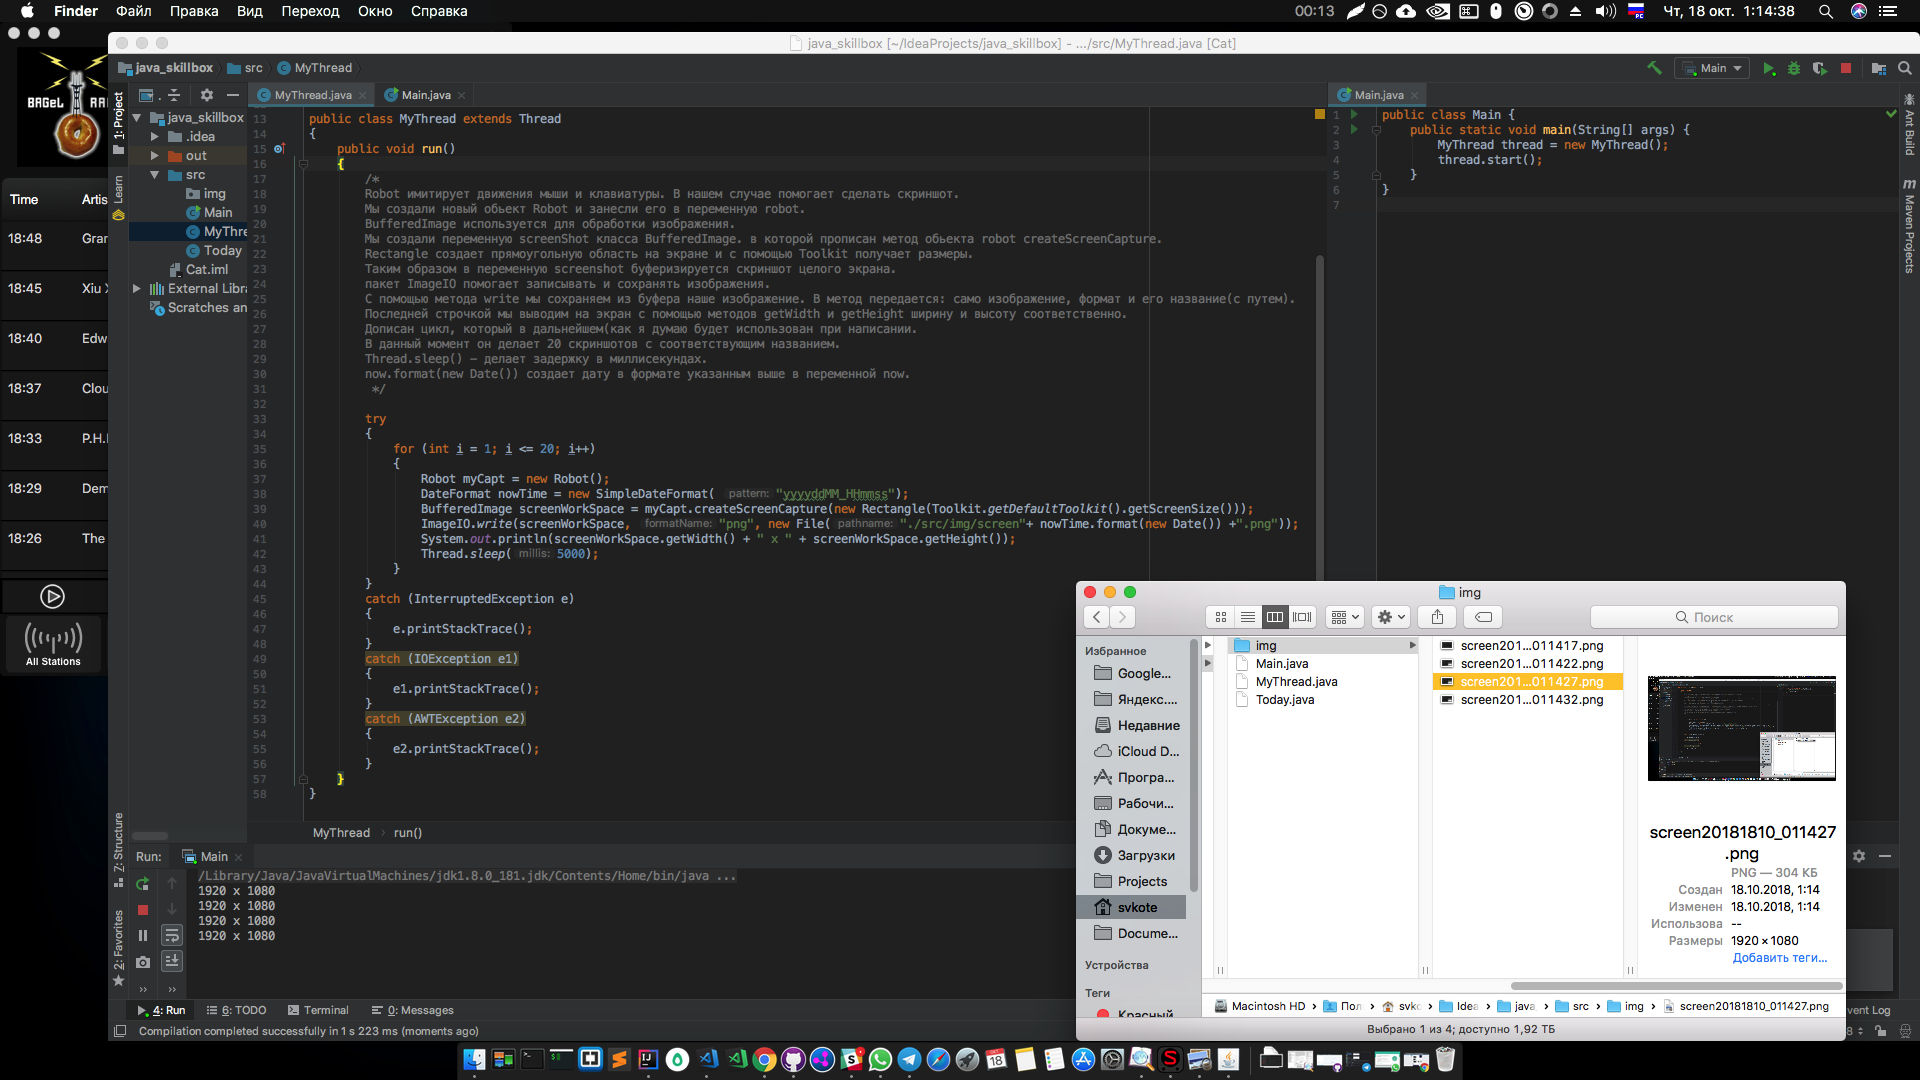 Finder Файл Правка Вид Переход Окно Справка
00:13 Чт, 18 окт. 1:14:38
java_skillbox [~/IdeaProjects/java_skillbox] - .../src/MyThread.java [Cat]
java_skillbox src MyThread
Main
BAGeL RA
Time Artis
18:48 Gran
18:45 Xiu X
18:40 Edw
18:37 Clou
18:33 P.H.I
18:29 Dem
18:26 The
All Stations
1: Project
Learn
7: Structure
2: Favorites
java_skillbox
.idea
out
src
img
Main
MyThre
Today
Cat.iml
External Libra
Scratches an
MyThread.java Main.java
13 public class MyThread extends Thread
14 {
15 public void run()
16 {
17 /*
18 Robot имитирует движения мыши и клавиатуры. В нашем случае помогает сделать скриншот.
19 Мы создали новый обьект Robot и занесли его в переменную robot.
20 BufferedImage используется для обработки изображения.
21 Мы создали переменную screenShot класса BufferedImage. в которой прописан метод обьекта robot createScreenCapture.
22 Rectangle создает прямоугольную область на экране и с помощью Toolkit получает размеры.
23 Таким образом в переменную screenshot буферизируется скриншот целого экрана.
24 пакет ImageIO помогает записывать и сохранять изображения.
25 С помощью метода write мы сохраняем из буфера наше изображение. В метод передается: само изображение, формат и его название(с путем).
26 Последней строчкой мы выводим на экран с помощью методов getWidth и getHeight ширину и высоту соответственно.
27 Дописан цикл, который в дальнейшем(как я думаю будет использован при написании.
28 В данный момент он делает 20 скриншотов с соответствующим названием.
29 Thread.sleep() - делает задержку в миллисекундах.
30 now.format(new Date()) создает дату в формате указанным выше в переменной now.
31 */
32
33 try
34 {
35 for (int i = 1; i <= 20; i++)
36 {
37 Robot myCapt = new Robot();
38 DateFormat nowTime = new SimpleDateFormat( pattern: "yyyyddMM_HHmmss");
39 BufferedImage screenWorkSpace = myCapt.createScreenCapture(new Rectangle(Toolkit.getDefaultToolkit().getScreenSize()));
40 ImageIO.write(screenWorkSpace, formatName: "png", new File( pathname: "./src/img/screen"+ nowTime.format(new Date()) +".png"));
41 System.out.println(screenWorkSpace.getWidth() + " x " + screenWorkSpace.getHeight());
42 Thread.sleep( millis: 5000);
43 }
44 }
45 catch (InterruptedException e)
46 {
47 e.printStackTrace();
48 }
49 catch (IOException e1)
50 {
51 e1.printStackTrace();
52 }
53 catch (AWTException e2)
54 {
55 e2.printStackTrace();
56 }
57 }
58 }
MyThread run()
Main.java
1 public class Main {
2 public static void main(String[] args) {
3 MyThread thread = new MyThread();
4 thread.start();
5 }
6 }
7
Ant Build
Maven Projects
Run: Main
/Library/Java/JavaVirtualMachines/jdk1.8.0_181.jdk/Contents/Home/bin/java ...
1920 x 1080
1920 x 1080
1920 x 1080
1920 x 1080
4: Run 6: TODO Terminal 0: Messages
vent Log
Compilation completed successfully in 1 s 223 ms (moments ago)
img
Поиск
Избранное
Google...
Яндекс....
Недавние
iCloud D...
Програ...
Рабочи...
Докуме...
Загрузки
Projects
svkote
Docume...
Устройства
Теги
Красный
img
Main.java
MyThread.java
Today.java
screen201...011417.png
screen201...011422.png
screen201...011427.png
screen201...011432.png
screen20181810_011427
.png
PNG — 304 КБ
Создан 18.10.2018, 1:14
Изменен 18.10.2018, 1:14
Использова --
Размеры 1920 × 1080
Добавить теги...
Macintosh HD Пол svkc Idea java src img screen20181810_011427.png
Выбрано 1 из 4; доступно 1,92 ТБ
18